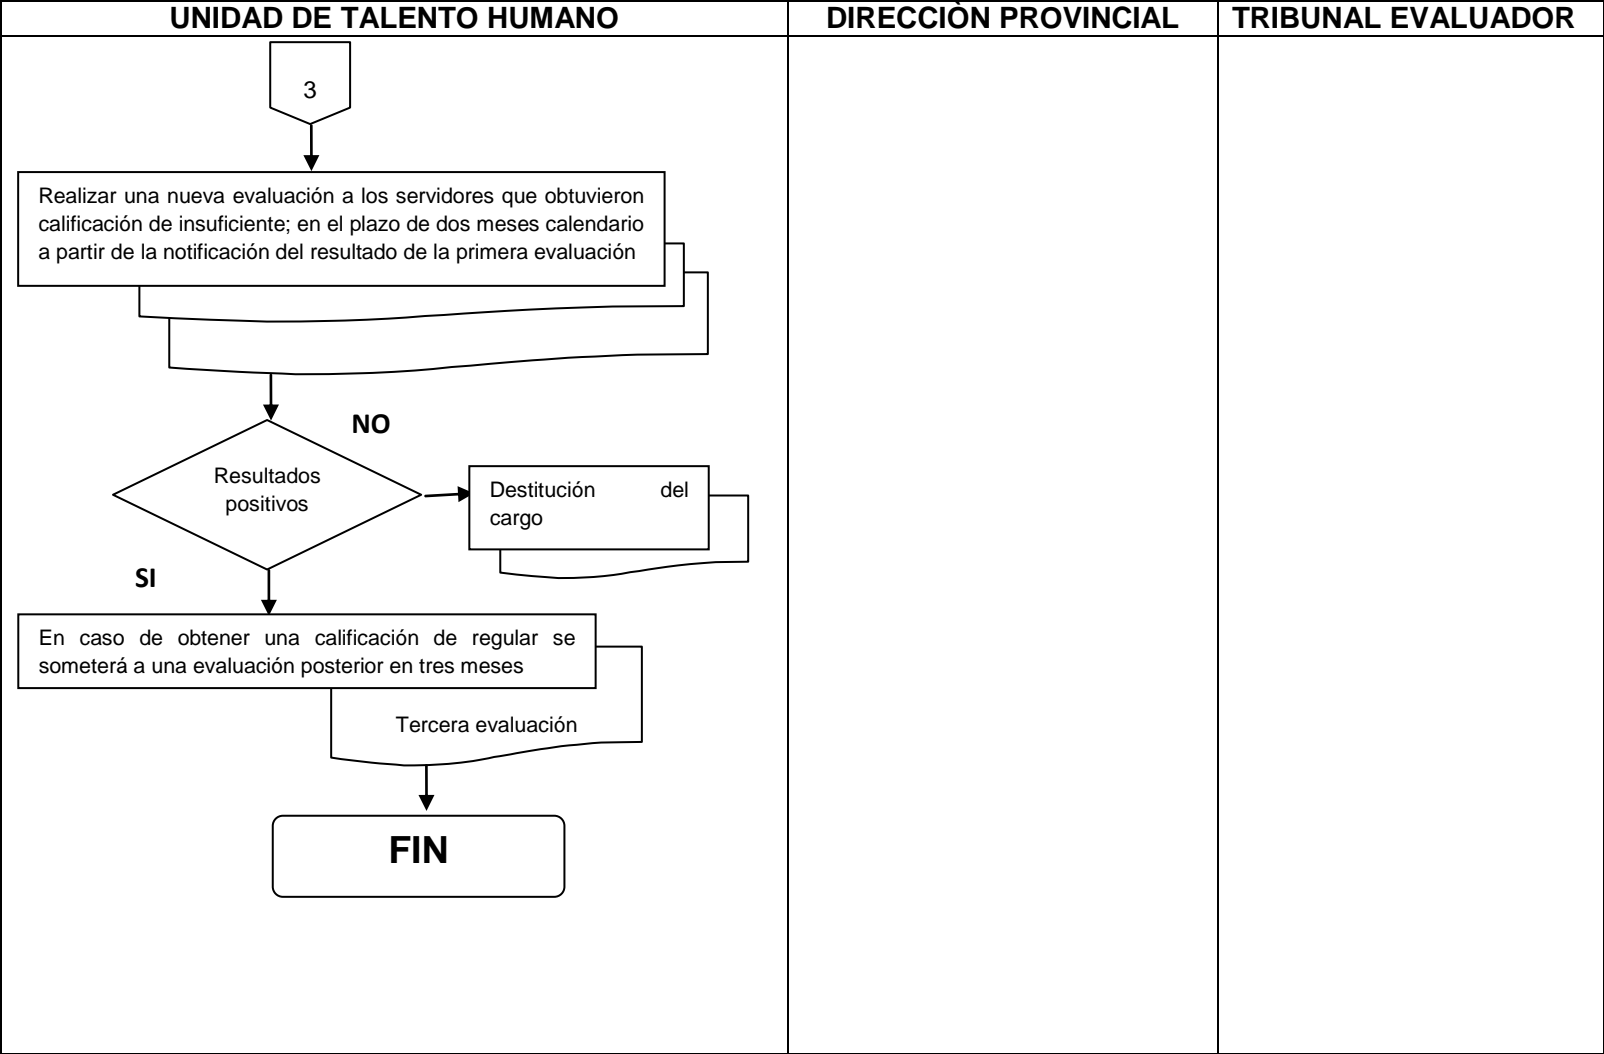 UNIDAD DE TALENTO HUMANO
DIRECCIÒN PROVINCIAL
TRIBUNAL EVALUADOR
3
Realizar una nueva evaluación a los servidores que obtuvieron
calificación de insuficiente; en el plazo de dos meses calendario
a partir de la notificación del resultado de la primera evaluación
NO
Resultados
positivos
Destitución del
cargo
SI
En caso de obtener una calificación de regular se
someterá a una evaluación posterior en tres meses
Tercera evaluación
FIN